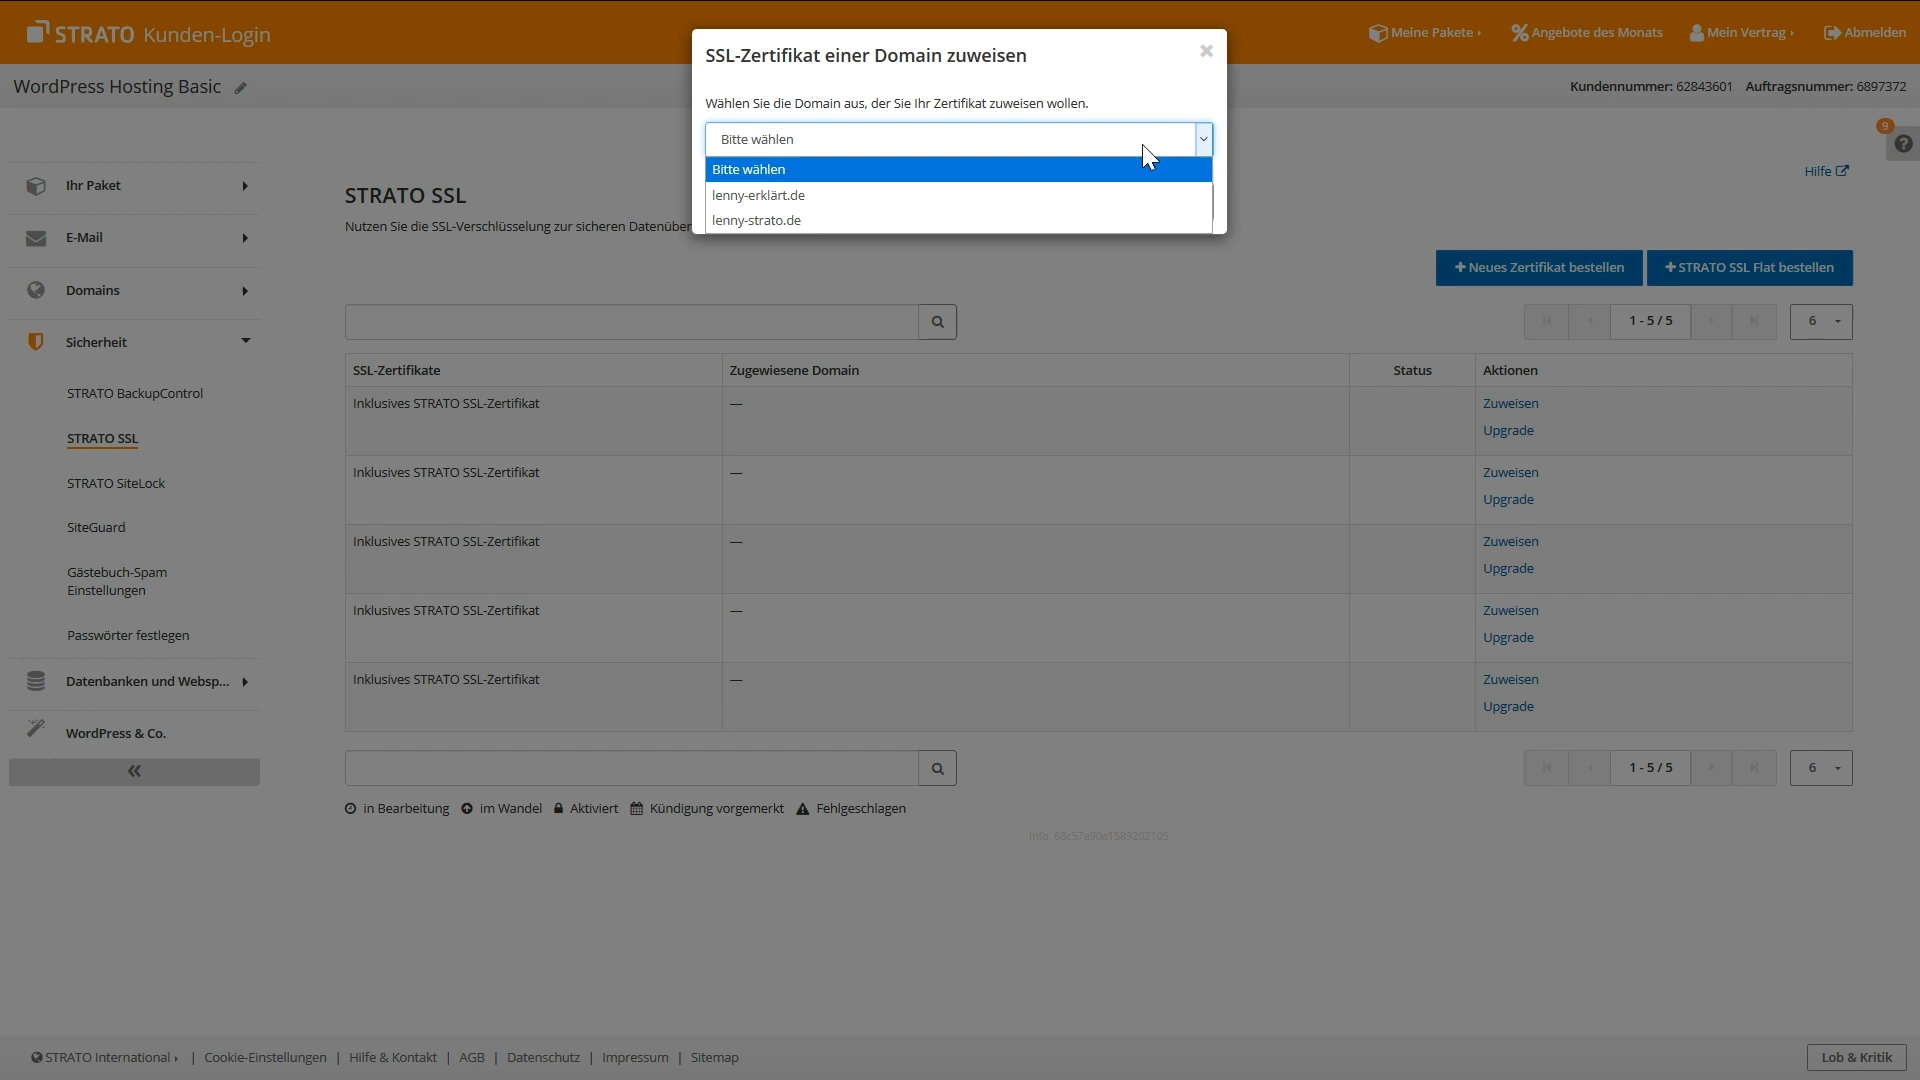 STRATO Kunden-Login
Meine Pakete
Angebote des Monats
Mein Vertrag
Abmelden
WordPress Hosting Basic
Kundennummer: 62843601 Auftragsnummer: 6897372
SSL-Zertifikat einer Domain zuweisen
Wählen Sie die Domain aus, der Sie Ihr Zertifikat zuweisen wollen.
Bitte wählen
Bitte wählen
lenny-erklärt.de
lenny-strato.de
9
Hilfe
Ihr Paket
E-Mail
Domains
Sicherheit
STRATO BackupControl
STRATO SSL
STRATO SiteLock
SiteGuard
Gästebuch-Spam
Einstellungen
Passwörter festlegen
Datenbanken und Websp...
WordPress & Co.
STRATO SSL
Nutzen Sie die SSL-Verschlüsselung zur sicheren Datenüber
Neues Zertifikat bestellen
STRATO SSL Flat bestellen
1 - 5 / 5
6
SSL-Zertifikate Zugewiesene Domain Status Aktionen
Inklusives STRATO SSL-Zertifikat — Zuweisen
Upgrade
Inklusives STRATO SSL-Zertifikat — Zuweisen
Upgrade
Inklusives STRATO SSL-Zertifikat — Zuweisen
Upgrade
Inklusives STRATO SSL-Zertifikat — Zuweisen
Upgrade
Inklusives STRATO SSL-Zertifikat — Zuweisen
Upgrade
1 - 5 / 5
6
in Bearbeitung im Wandel Aktiviert Kündigung vorgemerkt Fehlgeschlagen
Info: 68c57a90a1589202105
STRATO International | Cookie-Einstellungen | Hilfe & Kontakt | AGB | Datenschutz | Impressum | Sitemap
Lob & Kritik